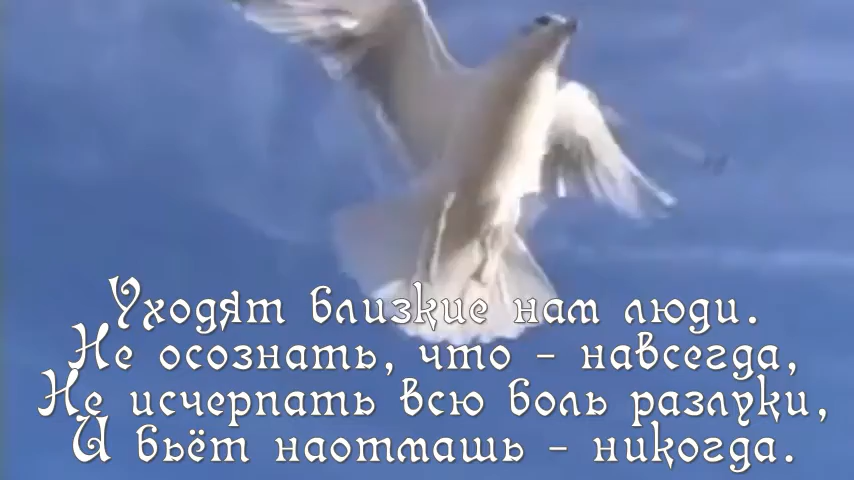 Уходят близкие нам люди.
Не осознать, что - навсегда,
Не исчерпать всю боль разлуки,
И бьёт наотмашь - никогда.